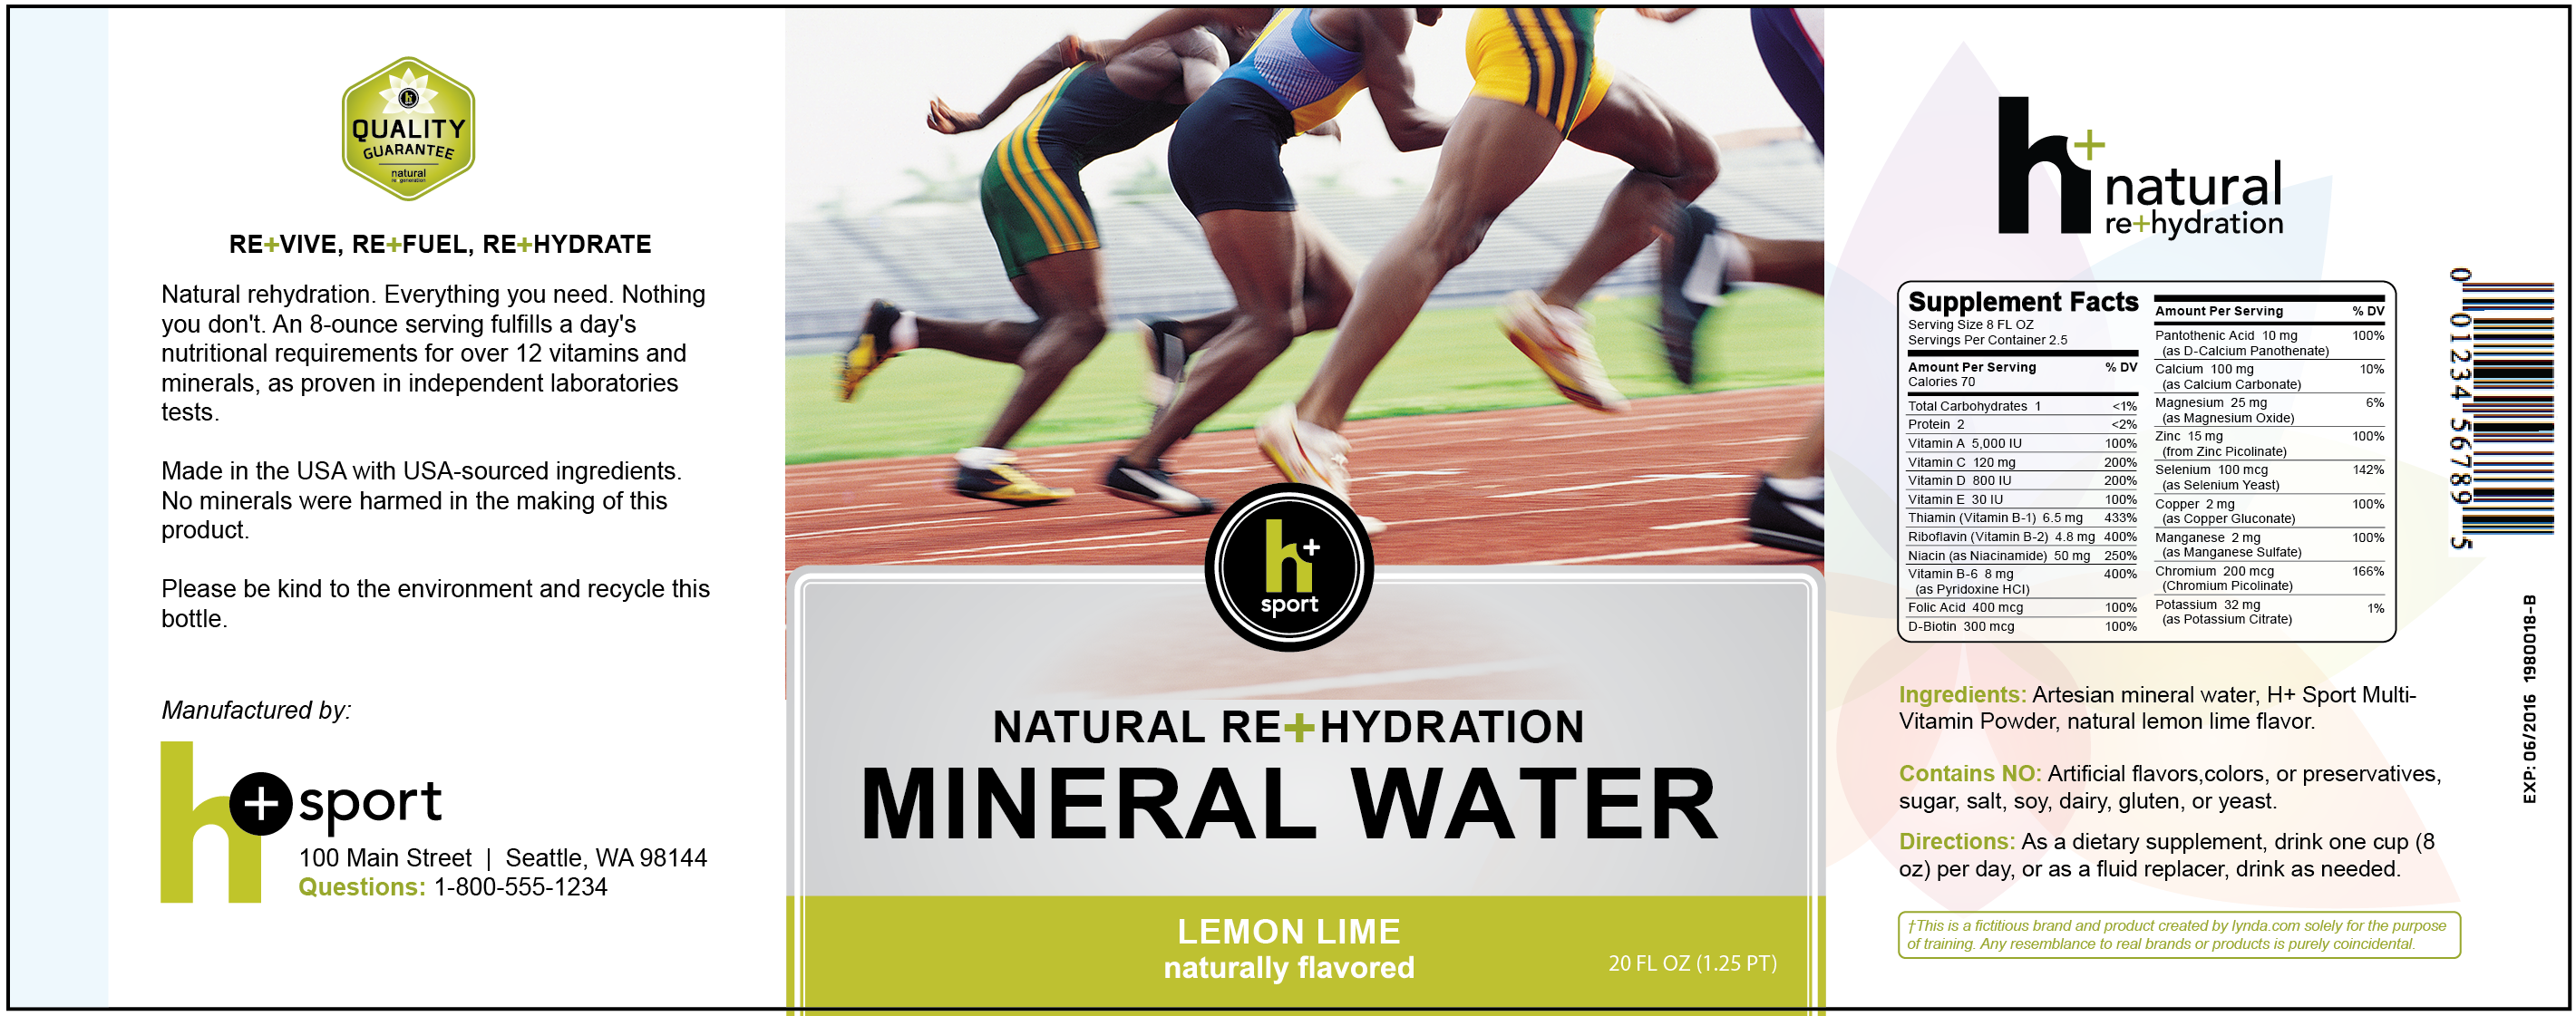 h+
QUALITY
GUARANTEE
natural
re+generation
RE+VIVE, RE+FUEL, RE+HYDRATE
Natural rehydration. Everything you need. Nothing
you don't. An 8-ounce serving fulfills a day's
nutritional requirements for over 12 vitamins and
minerals, as proven in independent laboratories
tests.
Made in the USA with USA-sourced ingredients.
No minerals were harmed in the making of this
product.
Please be kind to the environment and recycle this
bottle.
Manufactured by:
h+ sport
100 Main Street | Seattle, WA 98144
Questions: 1-800-555-1234
h+
sport
NATURAL RE+HYDRATION
MINERAL WATER
LEMON LIME
naturally flavored
20 FL OZ (1.25 PT)
h+ natural
re+hydration
Supplement Facts
Serving Size 8 FL OZ
Servings Per Container 2.5
Amount Per Serving % DV
Calories 70
Total Carbohydrates 1 <1%
Protein 2 <2%
Vitamin A 5,000 IU 100%
Vitamin C 120 mg 200%
Vitamin D 800 IU 200%
Vitamin E 30 IU 100%
Thiamin (Vitamin B-1) 6.5 mg 433%
Riboflavin (Vitamin B-2) 4.8 mg 400%
Niacin (as Niacinamide) 50 mg 250%
Vitamin B-6 8 mg 400%
(as Pyridoxine HCI)
Folic Acid 400 mcg 100%
D-Biotin 300 mcg 100%
Amount Per Serving % DV
Pantothenic Acid 10 mg 100%
(as D-Calcium Panothenate)
Calcium 100 mg 10%
(as Calcium Carbonate)
Magnesium 25 mg 6%
(as Magnesium Oxide)
Zinc 15 mg 100%
(from Zinc Picolinate)
Selenium 100 mcg 142%
(as Selenium Yeast)
Copper 2 mg 100%
(as Copper Gluconate)
Manganese 2 mg 100%
(as Manganese Sulfate)
Chromium 200 mcg 166%
(Chromium Picolinate)
Potassium 32 mg 1%
(as Potassium Citrate)
Ingredients: Artesian mineral water, H+ Sport Multi-
Vitamin Powder, natural lemon lime flavor.
Contains NO: Artificial flavors,colors, or preservatives,
sugar, salt, soy, dairy, gluten, or yeast.
Directions: As a dietary supplement, drink one cup (8
oz) per day, or as a fluid replacer, drink as needed.
†This is a fictitious brand and product created by lynda.com solely for the purpose
of training. Any resemblance to real brands or products is purely coincidental.
0 01234 56789 5
EXP: 06/2016 1980018-B